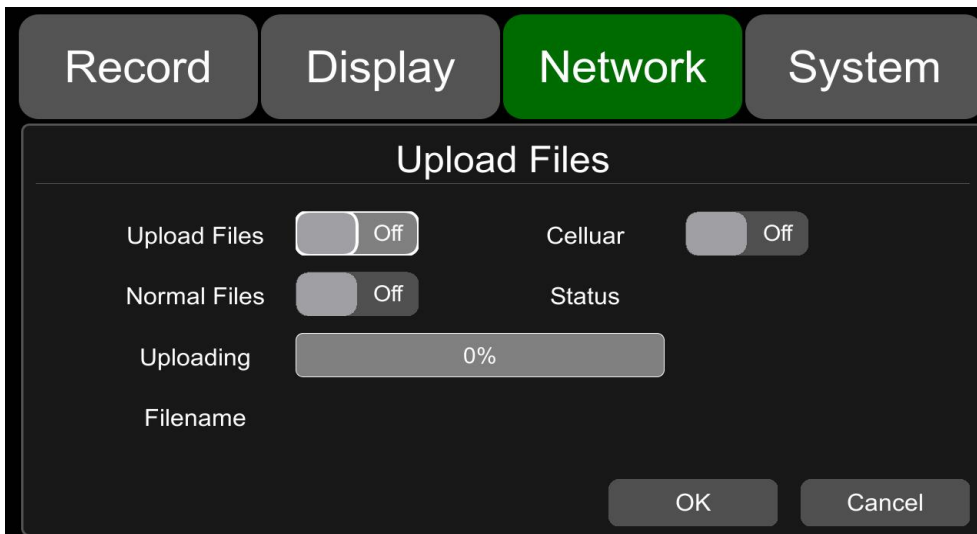 Record Display Network System
Upload Files
Upload Files Off Celluar Off
Normal Files Off Status
Uploading 0%
Filename
OK Cancel